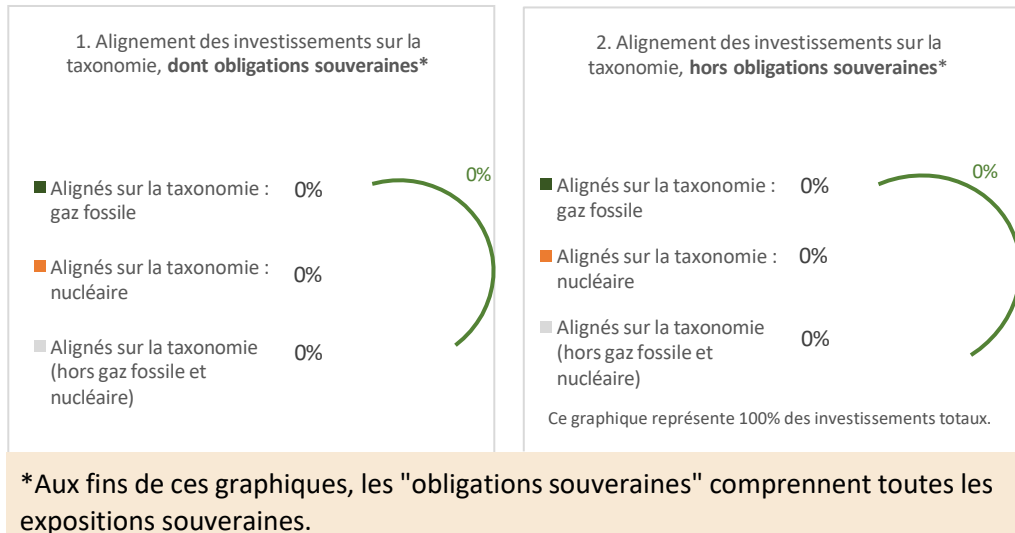 1. Alignement des investissements sur la
taxonomie, dont obligations souveraines*
0%
Alignés sur la taxonomie :
gaz fossile
0%
Alignés sur la taxonomie :
nucléaire
0%
Alignés sur la taxonomie
(hors gaz fossile et
nucléaire)
0%
2. Alignement des investissements sur la
taxonomie, hors obligations souveraines*
0%
Alignés sur la taxonomie :
gaz fossile
0%
Alignés sur la taxonomie :
nucléaire
0%
Alignés sur la taxonomie
(hors gaz fossile et
nucléaire)
0%
Ce graphique représente 100% des investissements totaux.
*Aux fins de ces graphiques, les "obligations souveraines" comprennent toutes les
expositions souveraines.